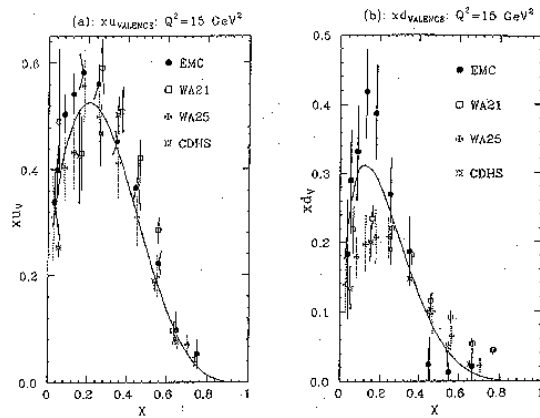 (a): xu_VALENCE: Q²=15 GeV²
EMC
WA21
WA25
CDHS
xu_V
0.6
0.4
0.2
0.0
0 0.2 0.4 0.6 0.8 1
X
(b): xd_VALENCE: Q²=15 GeV²
EMC
WA21
WA25
CDHS
xd_V
0.5
0.4
0.3
0.2
0.1
0.0
0 0.2 0.4 0.6 0.8 1
X